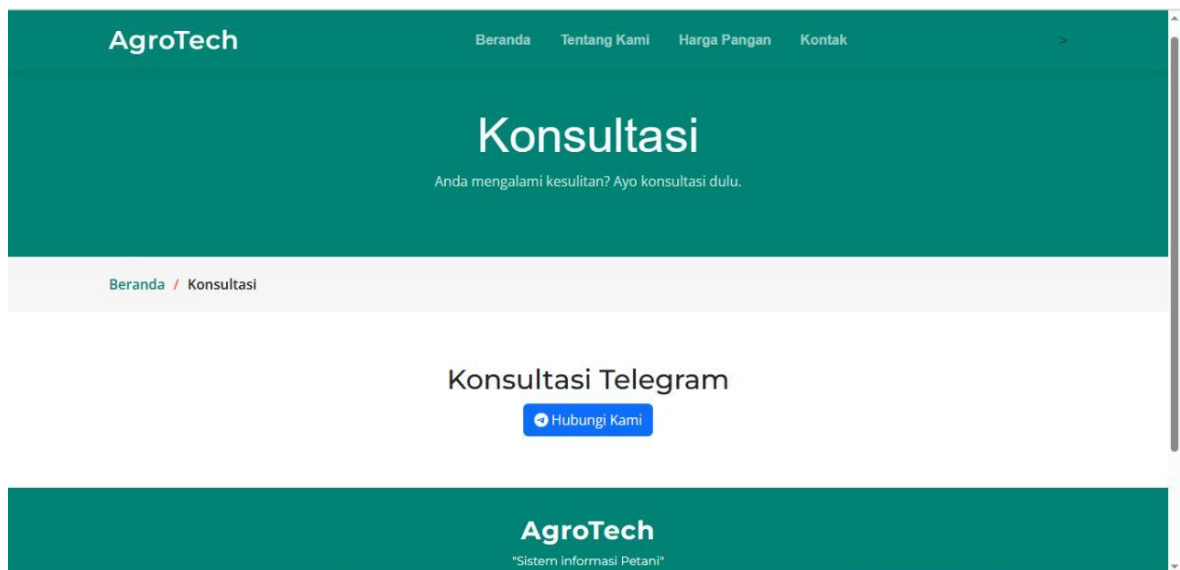 AgroTech Beranda Tentang Kami Harga Pangan Kontak >
Konsultasi
Anda mengalami kesulitan? Ayo konsultasi dulu.
Beranda / Konsultasi
Konsultasi Telegram
Hubungi Kami
AgroTech
"Sistem informasi Petani"